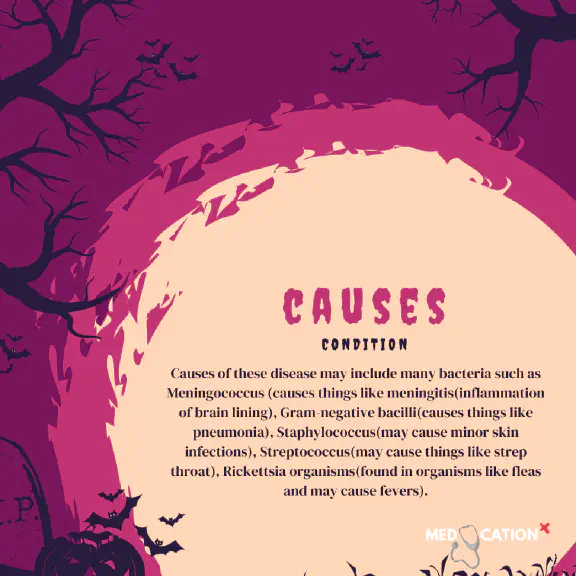 CAUSES
CONDITION
Causes of these disease may include many bacteria such as
Meningococcus (causes things like meningitis(inflammation
of brain lining), Gram-negative bacilli(causes things like
pneumonia), Staphylococcus(may cause minor skin
infections), Streptococcus(may cause things like strep
throat), Rickettsia organisms(found in organisms like fleas
and may cause fevers).
.P.
MED CATION